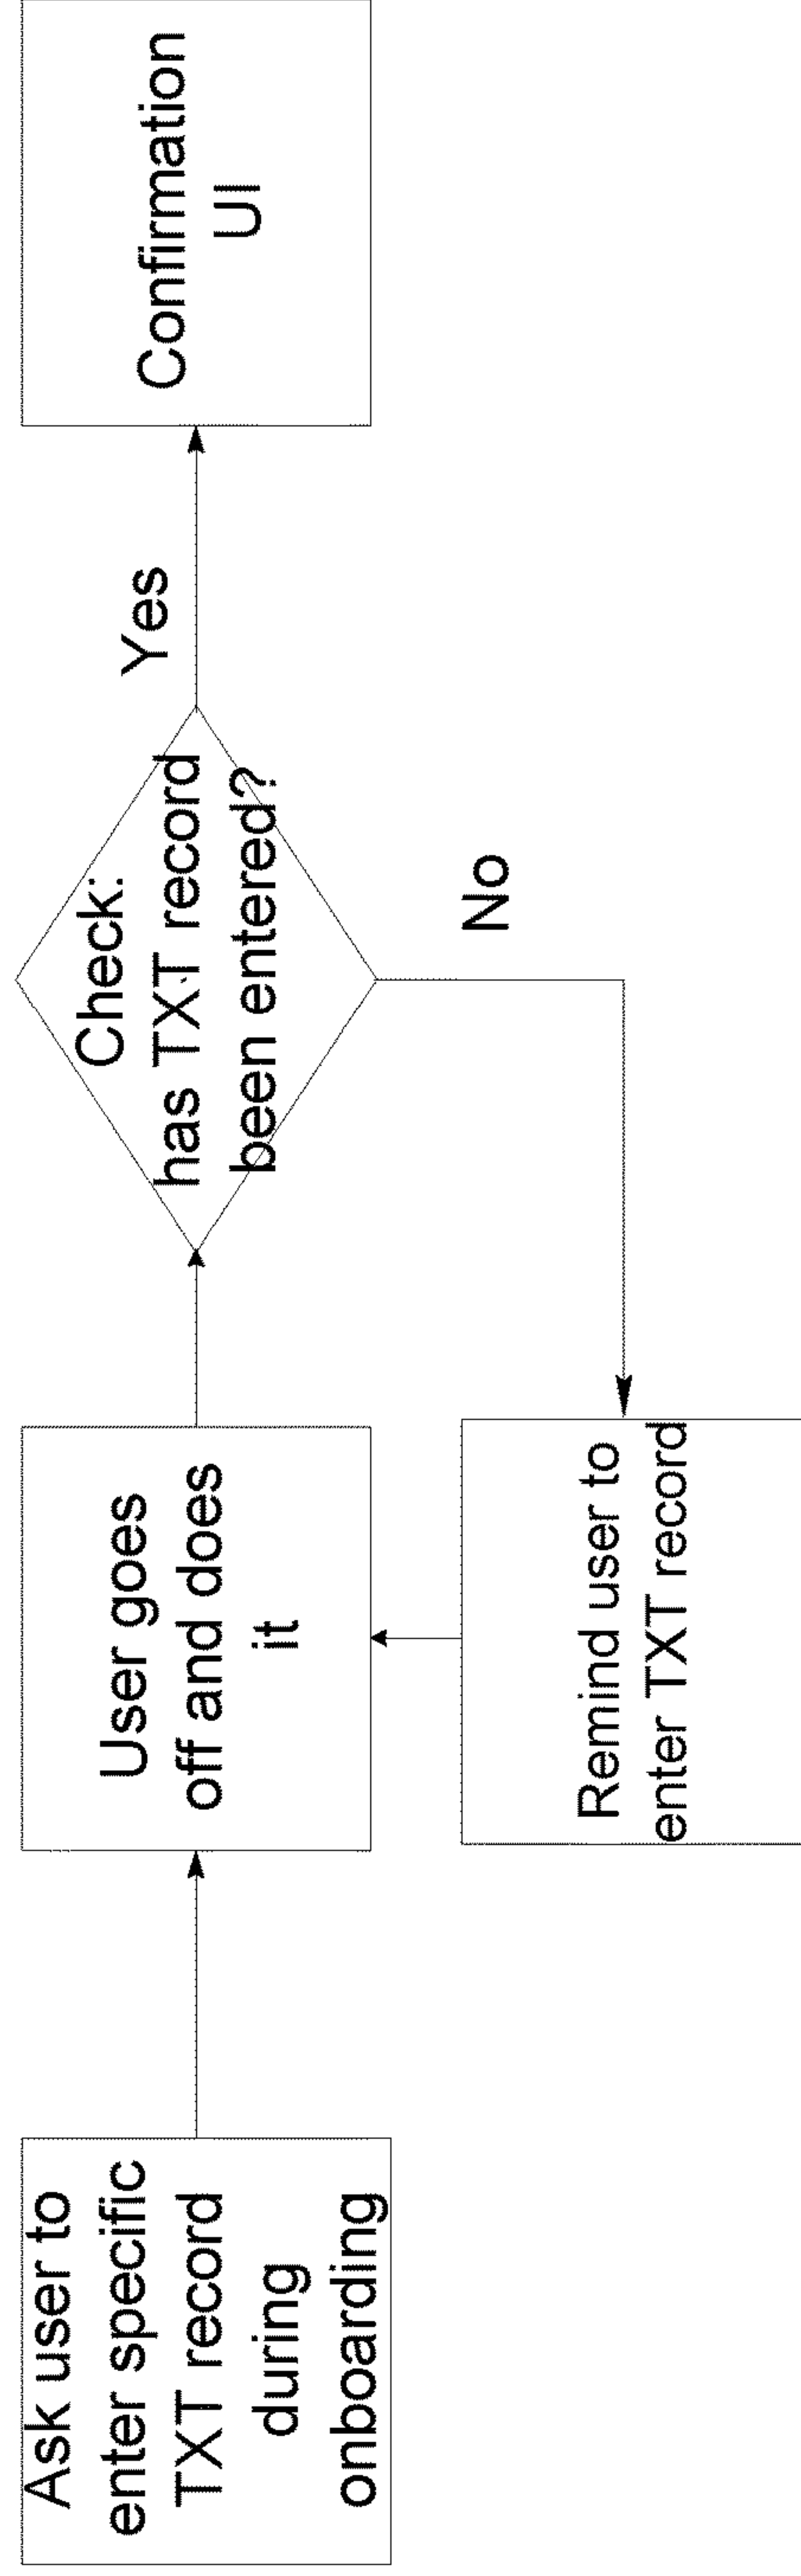 Ask user to
enter specific
TXT record
during
onboarding
User goes
off and does
it
Check:
has TXT record
been entered?
Yes
Confirmation
UI
No
Remind user to
enter TXT record